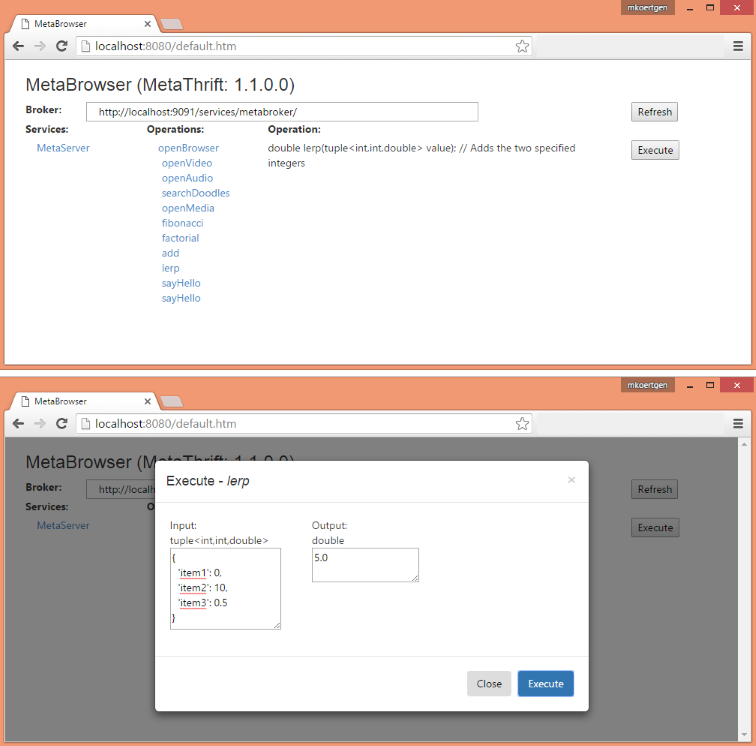 mkoertgen
MetaBrowser
localhost:8080/default.htm
MetaBrowser (MetaThrift: 1.1.0.0)
Broker: http://localhost:9091/services/metabroker/ Refresh
Services: Operations: Operation:
MetaServer openBrowser double lerp(tuple<int,int,double> value); // Adds the two specified Execute
openVideo integers
openAudio
searchDoodles
openMedia
fibonacci
factorial
add
lerp
sayHello
sayHello
mkoertgen
MetaBrowser
localhost:8080/default.htm
MetaBrowser (MetaThrift: 1.1.0.0)
Broker: http://localh Refresh
Services: O
MetaServer Execute
Execute - lerp ×
Input: Output:
tuple<int,int,double> double
{ 5.0
'item1': 0,
'item2': 10,
'item3': 0.5
}
Close Execute